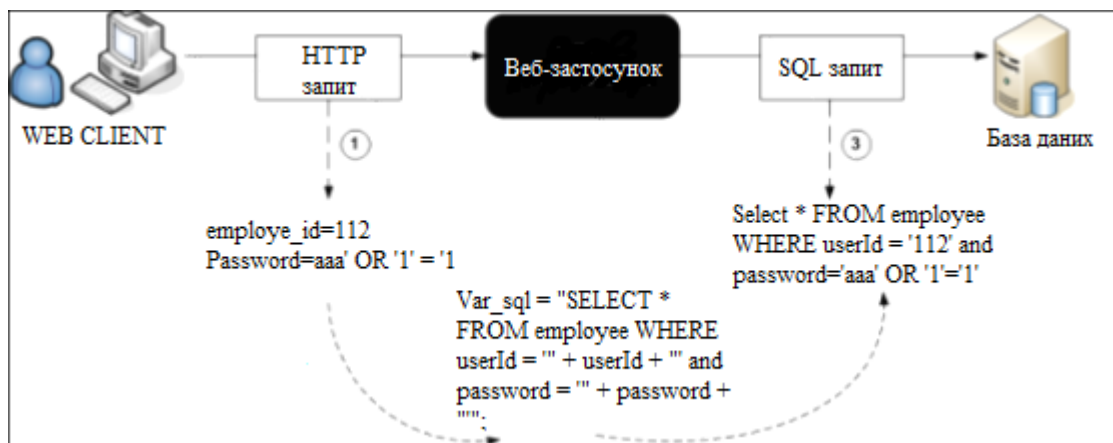 HTTP
запит
Веб-застосунок
SQL запит
WEB CLIENT
База даних
1
3
employe_id=112
Password=aaa' OR '1' = '1
Select * FROM employee
WHERE userId = '112' and
password='aaa' OR '1'='1'
Var_sql = "SELECT *
FROM employee WHERE
userId = '" + userId + "' and
password = '" + password +
"'";